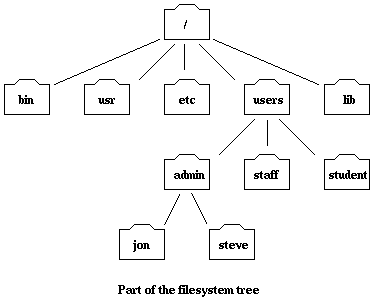 /
bin usr etc users lib
admin staff student
jon steve
Part of the filesystem tree